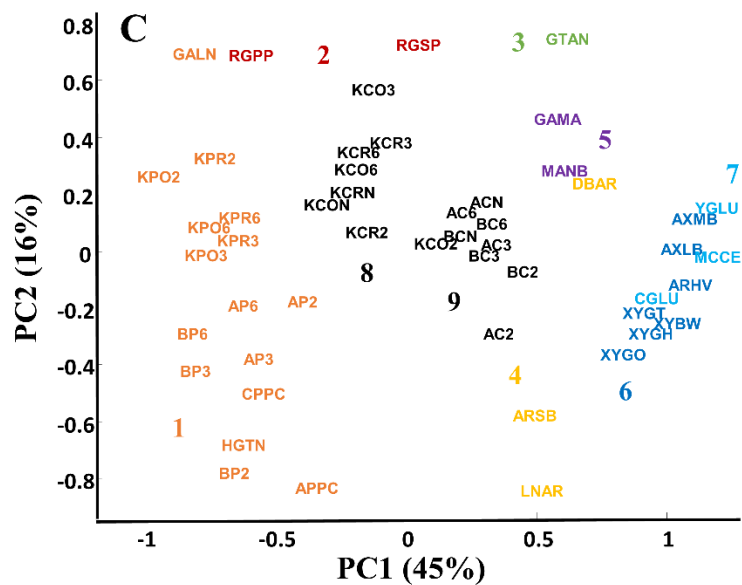 C
0.8
0.6
0.4
0.2
0
-0.2
-0.4
-0.6
-0.8
PC2 (16%)
GALN RGPP 2 RGSP 3 GTAN
KCO3
GAMA
5
KCR3
KPR2 KCR6
KPO2 KCO6 MANB 7
DBAR
KCRN
KCON ACN YGLU
KPR6 AC6 AXMB
KPO6 KCR2 BCN BC6
KPR3 KCO2 AC3 AXLB
KPO3 BC3 MCCE
8 BC2
ARHV
CGLU
AP6 AP2 9
XYGT
XYBW
BP6 AC2 XYGH
AP3 XYGO
BP3
4 6
CPPC
ARSB
1
HGTN
BP2
APPC LNAR
-1 -0.5 0 0.5 1
PC1 (45%)